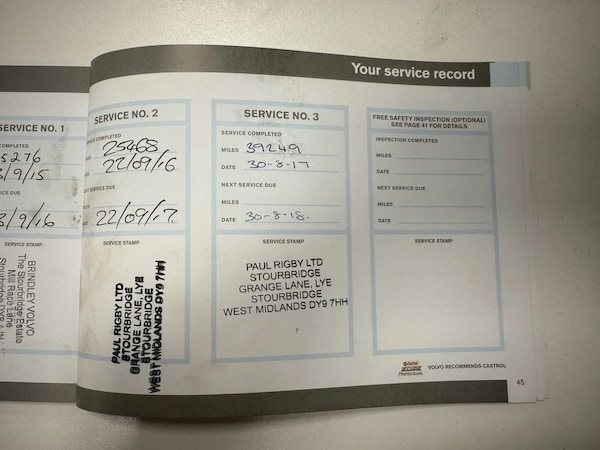 Your service record
SERVICE NO. 1
5276
/9/15
/9/16
SERVICE STAMP
BRINDLEY VOLVO
The Stourbridge Estate
Mill Race Lane
SERVICE NO. 2
COMPLETED
25468
22/09/16
NEXT SERVICE DUE
22/09/17.
SERVICE STAMP
PAUL RIGBY LTD
STOURBRIDGE
GRANGE LANE, LYE
STOURBRIDGE
WEST MIDLANDS DY9 7HH
SERVICE NO. 3
SERVICE COMPLETED
MILES 39249
DATE 30-8-17
NEXT SERVICE DUE
MILES
DATE 30-8-18.
SERVICE STAMP
PAUL RIGBY LTD
STOURBRIDGE
GRANGE LANE, LYE
STOURBRIDGE
WEST MIDLANDS DY9 7HH
FREE SAFETY INSPECTION (OPTIONAL)
SEE PAGE 41 FOR DETAILS
INSPECTION COMPLETED
MILES
DATE
NEXT SERVICE DUE
MILES
DATE
SERVICE STAMP
Castrol
PROFESSIONAL
VOLVO RECOMMENDS CASTROL
45